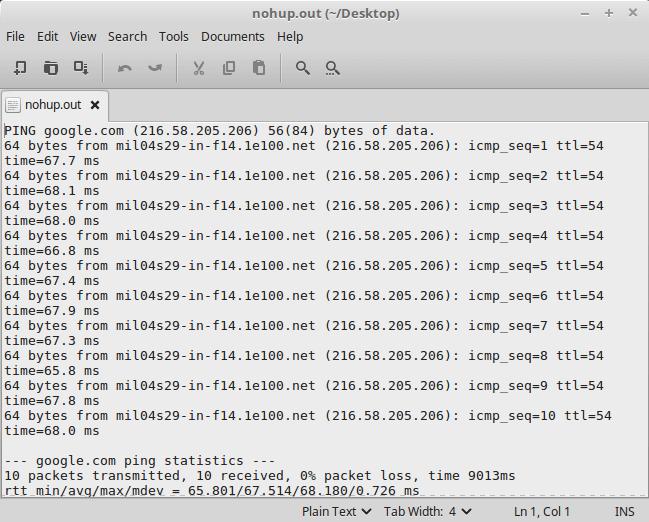 nohup.out (~/Desktop)
File Edit View Search Tools Documents Help
nohup.out
PING google.com (216.58.205.206) 56(84) bytes of data.
64 bytes from mil04s29-in-f14.1e100.net (216.58.205.206): icmp_seq=1 ttl=54
time=67.7 ms
64 bytes from mil04s29-in-f14.1e100.net (216.58.205.206): icmp_seq=2 ttl=54
time=68.1 ms
64 bytes from mil04s29-in-f14.1e100.net (216.58.205.206): icmp_seq=3 ttl=54
time=68.0 ms
64 bytes from mil04s29-in-f14.1e100.net (216.58.205.206): icmp_seq=4 ttl=54
time=66.8 ms
64 bytes from mil04s29-in-f14.1e100.net (216.58.205.206): icmp_seq=5 ttl=54
time=67.4 ms
64 bytes from mil04s29-in-f14.1e100.net (216.58.205.206): icmp_seq=6 ttl=54
time=67.9 ms
64 bytes from mil04s29-in-f14.1e100.net (216.58.205.206): icmp_seq=7 ttl=54
time=67.3 ms
64 bytes from mil04s29-in-f14.1e100.net (216.58.205.206): icmp_seq=8 ttl=54
time=65.8 ms
64 bytes from mil04s29-in-f14.1e100.net (216.58.205.206): icmp_seq=9 ttl=54
time=67.8 ms
64 bytes from mil04s29-in-f14.1e100.net (216.58.205.206): icmp_seq=10 ttl=54
time=68.0 ms
--- google.com ping statistics ---
10 packets transmitted, 10 received, 0% packet loss, time 9013ms
rtt min/avg/max/mdev = 65.801/67.514/68.180/0.726 ms
Plain Text Tab Width: 4 Ln 1, Col 1 INS